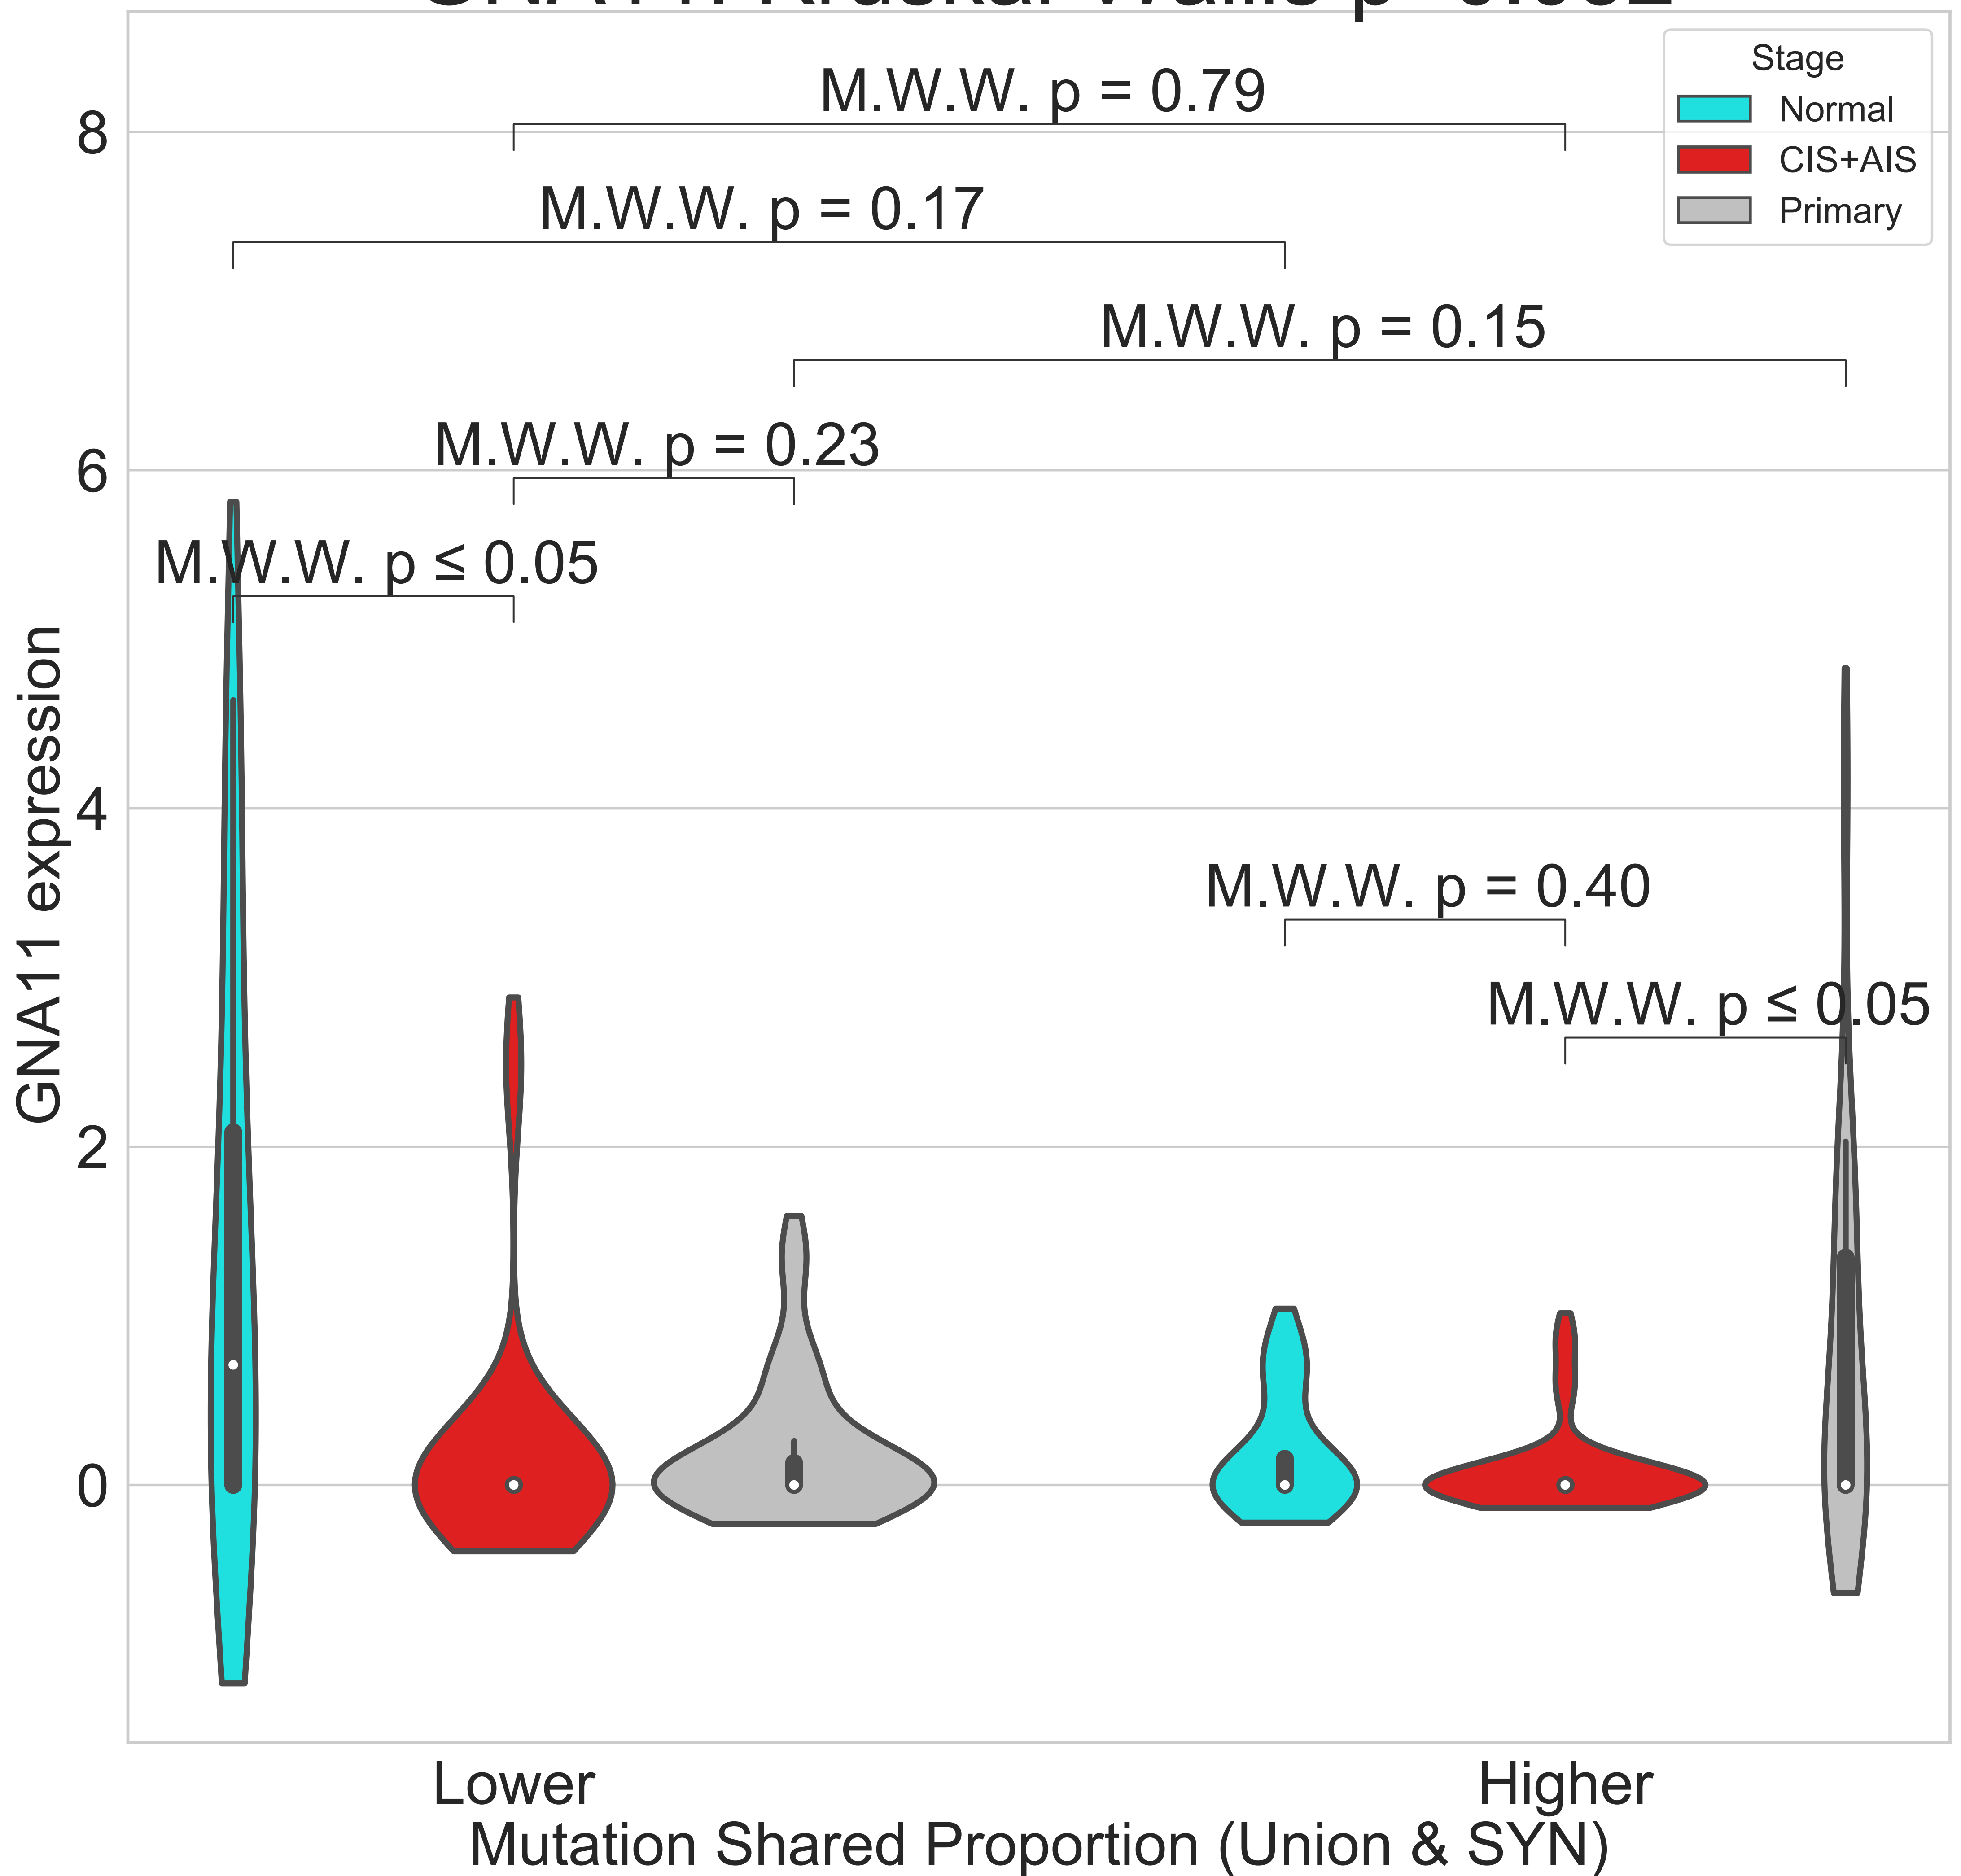 Stage
Normal
CIS+AIS
Primary
M.W.W. p = 0.79
M.W.W. p = 0.17
M.W.W. p = 0.15
M.W.W. p = 0.23
M.W.W. p ≤ 0.05
M.W.W. p = 0.40
M.W.W. p ≤ 0.05
8
6
4
2
0
GNA11 expression
Lower
Higher
Mutation Shared Proportion (Union & SYN)